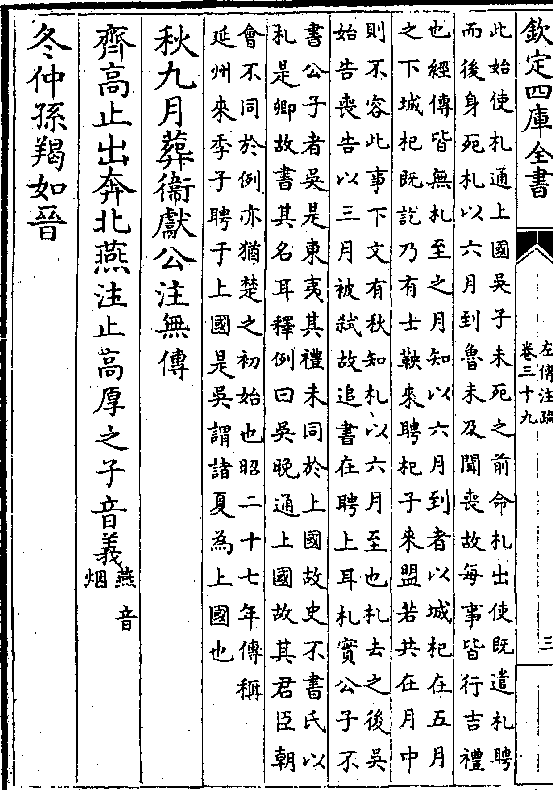 欽定四庫全書
左傳注疏
卷三十九
三
此始使札通上國吳子未死之前命札出使既遣札聘
而後身死札以六月到魯未及聞喪故每事皆行吉禮
也經傳皆無札至之月知以六月到者以城杞在五月
之下城杞既訖乃有士鞅來聘杞子來盟若共在月中
則不容此事下文有秋知札以六月至也札去之後吳
始告喪告以三月被弒故追書在聘上耳札實公子不
書公子者吳是東夷其禮未同於上國故史不書氏以
札是卿故書其名耳釋例曰吳晚通上國故其君臣朝
會不同於例亦猶楚之初始也昭二十七年傳稱
延州來季子聘于上國是吳謂諸夏為上國也
秋九月葬衞獻公注無傳
齊高止出奔北燕注止高厚之子音義燕音
烟
冬仲孫羯如晉